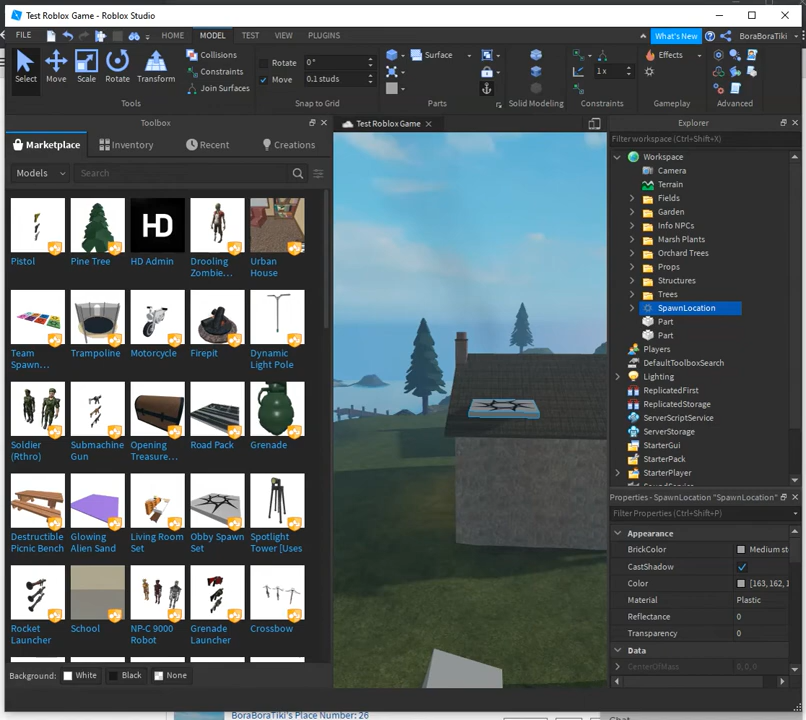 Test Roblox Game - Roblox Studio
FILE HOME MODEL TEST VIEW PLUGINS What's New BoraBoraTiki
Select Move Scale Rotate Transform
Collisions
Constraints
Join Surfaces
Rotate 0°
Move 0.1 studs
Surface
1 x
Effects
Tools Snap to Grid Parts Solid Modeling Constraints Gameplay Advanced
Toolbox
Marketplace Inventory Recent Creations
Models Search
Pistol
Pine Tree
HD
HD Admin
Drooling
Zombie...
Urban
House
Team
Spawn...
Trampoline
Motorcycle
Firepit
Dynamic
Light Pole
Soldier
(Rthro)
Submachine
Gun
Opening
Treasure...
Road Pack
Grenade
Destructible
Picnic Bench
Glowing
Alien Sand
Living Room
Set
Obby Spawn
Set
Spotlight
Tower [Uses
Rocket
Launcher
School
NP-C 9000
Robot
Grenade
Launcher
Crossbow
Background: White Black None
Test Roblox Game
Explorer
Filter workspace (Ctrl+Shift+X)
Workspace
Camera
Terrain
Fields
Garden
Info NPCs
Marsh Plants
Orchard Trees
Props
Structures
Trees
SpawnLocation
Part
Part
Players
DefaultToolboxSearch
Lighting
ReplicatedFirst
ReplicatedStorage
ServerScriptService
ServerStorage
StarterGui
StarterPack
StarterPlayer
Properties - SpawnLocation "SpawnLocation"
Filter Properties (Ctrl+Shift+P)
Appearance
BrickColor Medium st
CastShadow
Color [163, 162, 1
Material Plastic
Reflectance 0
Transparency 0
Data
CenterOfMass 0, 0, 0
BoraBoraTiki's Place Number: 26